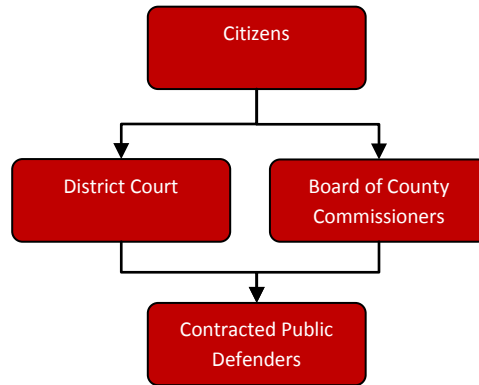 Citizens
District Court
Board of County
Commissioners
Contracted Public
Defenders